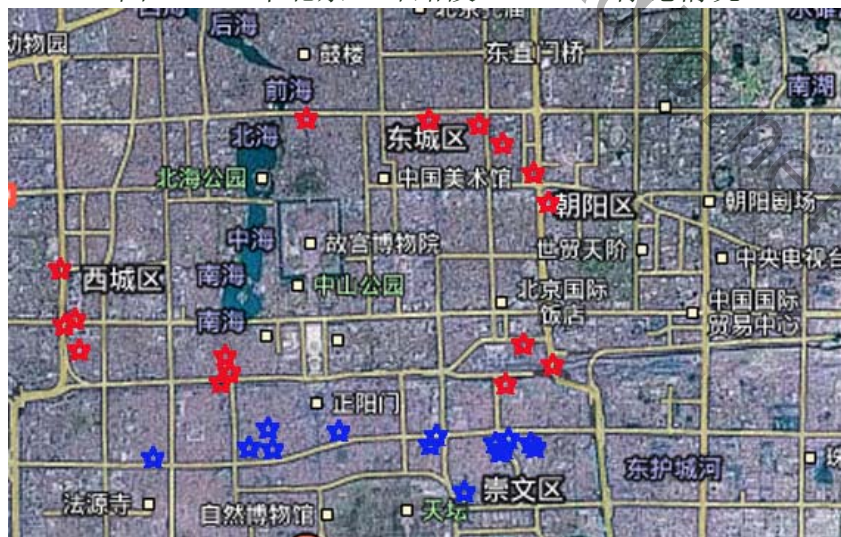 后海
动物园
鼓楼
东直门桥
前海
南湖
北海
东城区
北海公园
中国美术馆
朝阳区
朝阳剧场
中海
故宫博物院
世贸天阶
中央电视台
西城区
南海
中山公园
北京国际
饭店
中国国际
贸易中心
南海
正阳门
东护城河
珠
法源寺
自然博物馆
天坛
崇文区